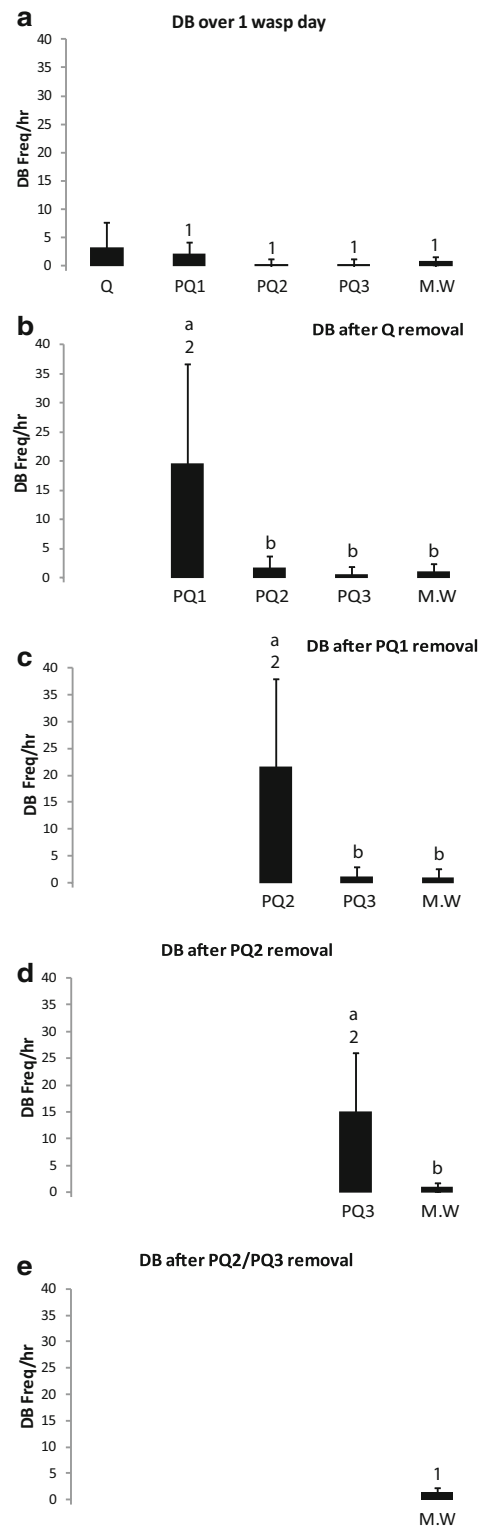 a
DB over 1 wasp day
DB Freq/hr
40
35
30
25
20
15
10
5
0
1
1
1
1
Q PQ1 PQ2 PQ3 M.W
b
DB after Q removal
DB Freq/hr
40
35
30
25
20
15
10
5
0
a
2
b
b
b
PQ1 PQ2 PQ3 M.W
c
DB after PQ1 removal
DB Freq/hr
40
35
30
25
20
15
10
5
0
a
2
b
b
PQ2 PQ3 M.W
DB after PQ2 removal
d
DB Freq/hr
40
35
30
25
20
15
10
5
0
a
2
b
PQ3 M.W
e
DB after PQ2/PQ3 removal
DB Freq/hr
40
35
30
25
20
15
10
5
0
1
M.W